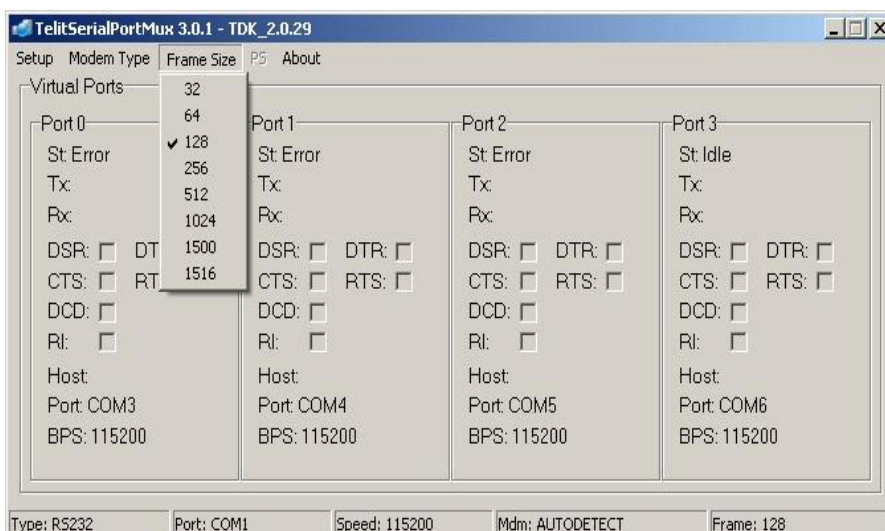 TelitSerialPortMux 3.0.1 - TDK_2.0.29
Setup Modem Type Frame Size PS About
Virtual Ports
32
64
128
256
512
1024
1500
1516
Port 0
St: Error
Tx:
Rx:
DSR: DT
CTS: RT
DCD:
RI:
Host:
Port: COM3
BPS: 115200
Port 1
St: Error
Tx:
Rx:
DSR: DTR:
CTS: RTS:
DCD:
RI:
Host:
Port: COM4
BPS: 115200
Port 2
St: Error
Tx:
Rx:
DSR: DTR:
CTS: RTS:
DCD:
RI:
Host:
Port: COM5
BPS: 115200
Port 3
St: Idle
Tx:
Rx:
DSR: DTR:
CTS: RTS:
DCD:
RI:
Host:
Port: COM6
BPS: 115200
Type: RS232 Port: COM1 Speed: 115200 Mdm: AUTODETECT Frame: 128